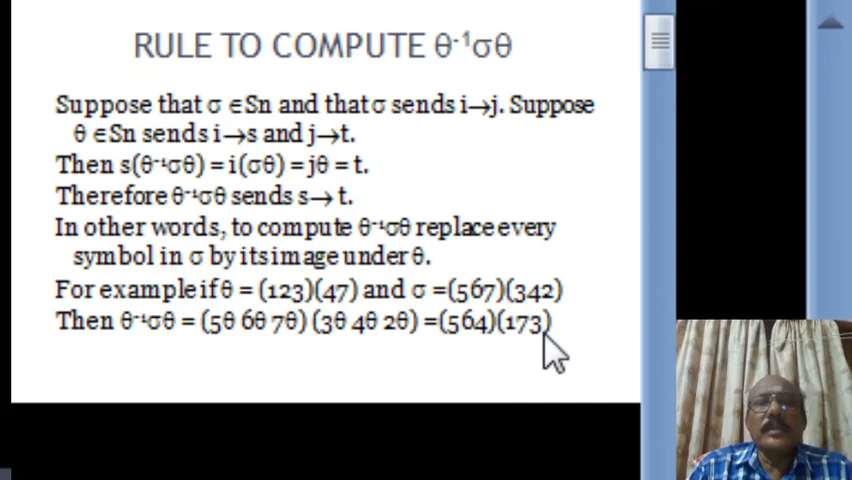 RULE TO COMPUTE θ⁻¹σθ
Suppose that σ ∈Sn and that σ sends i→j. Suppose
θ ∈Sn sends i→s and j→t.
Then s(θ⁻¹σθ) = i(σθ) = jθ = t.
Therefore θ⁻¹σθ sends s→ t.
In other words, to compute θ⁻¹σθ replace every
symbol in σ by its image under θ.
For example if θ = (123)(47) and σ =(567)(342)
Then θ⁻¹σθ = (5θ 6θ 7θ) (3θ 4θ 2θ) =(564)(173)